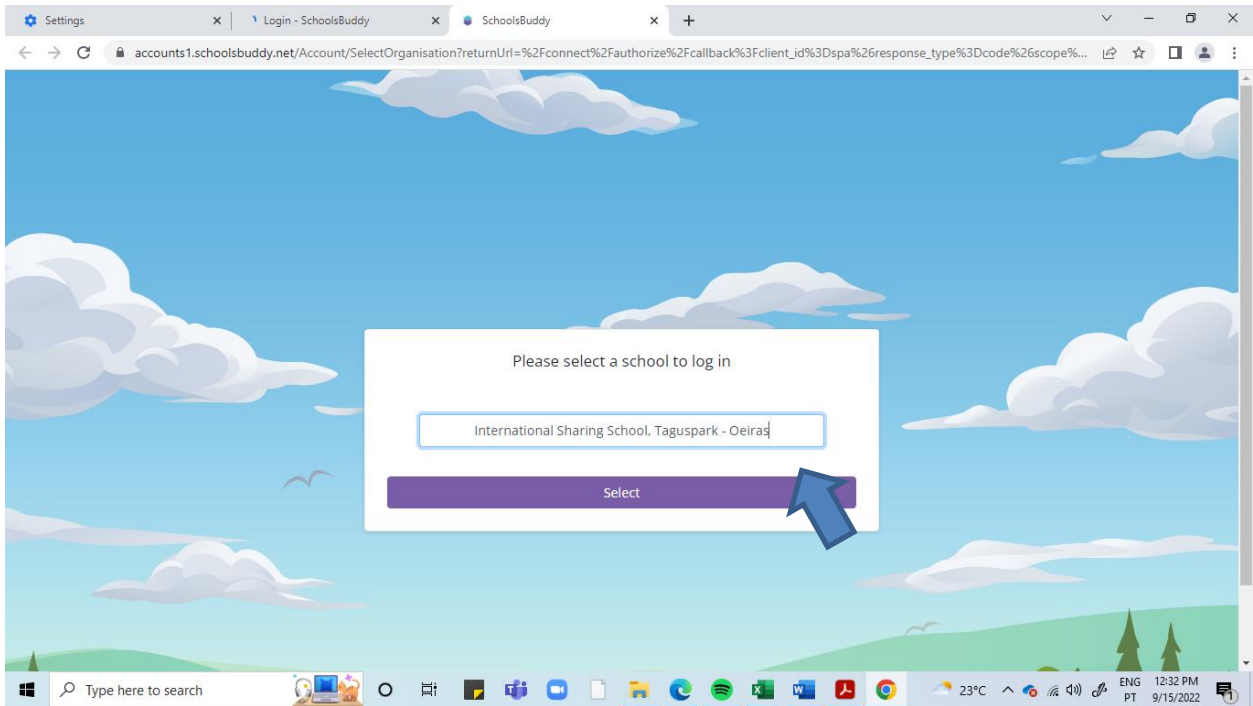 Settings
Login - SchoolsBuddy
SchoolsBuddy
accounts1.schoolsbuddy.net/Account/SelectOrganisation?returnUrl=%2Fconnect%2Fauthorize%2Fcallback%3Fclient_id%3Dspa%26response_type%3Dcode%26scope%...
Please select a school to log in
International Sharing School, Taguspark - Oeiras
Select
Type here to search
23°C
ENG
PT
12:32 PM
9/15/2022
1